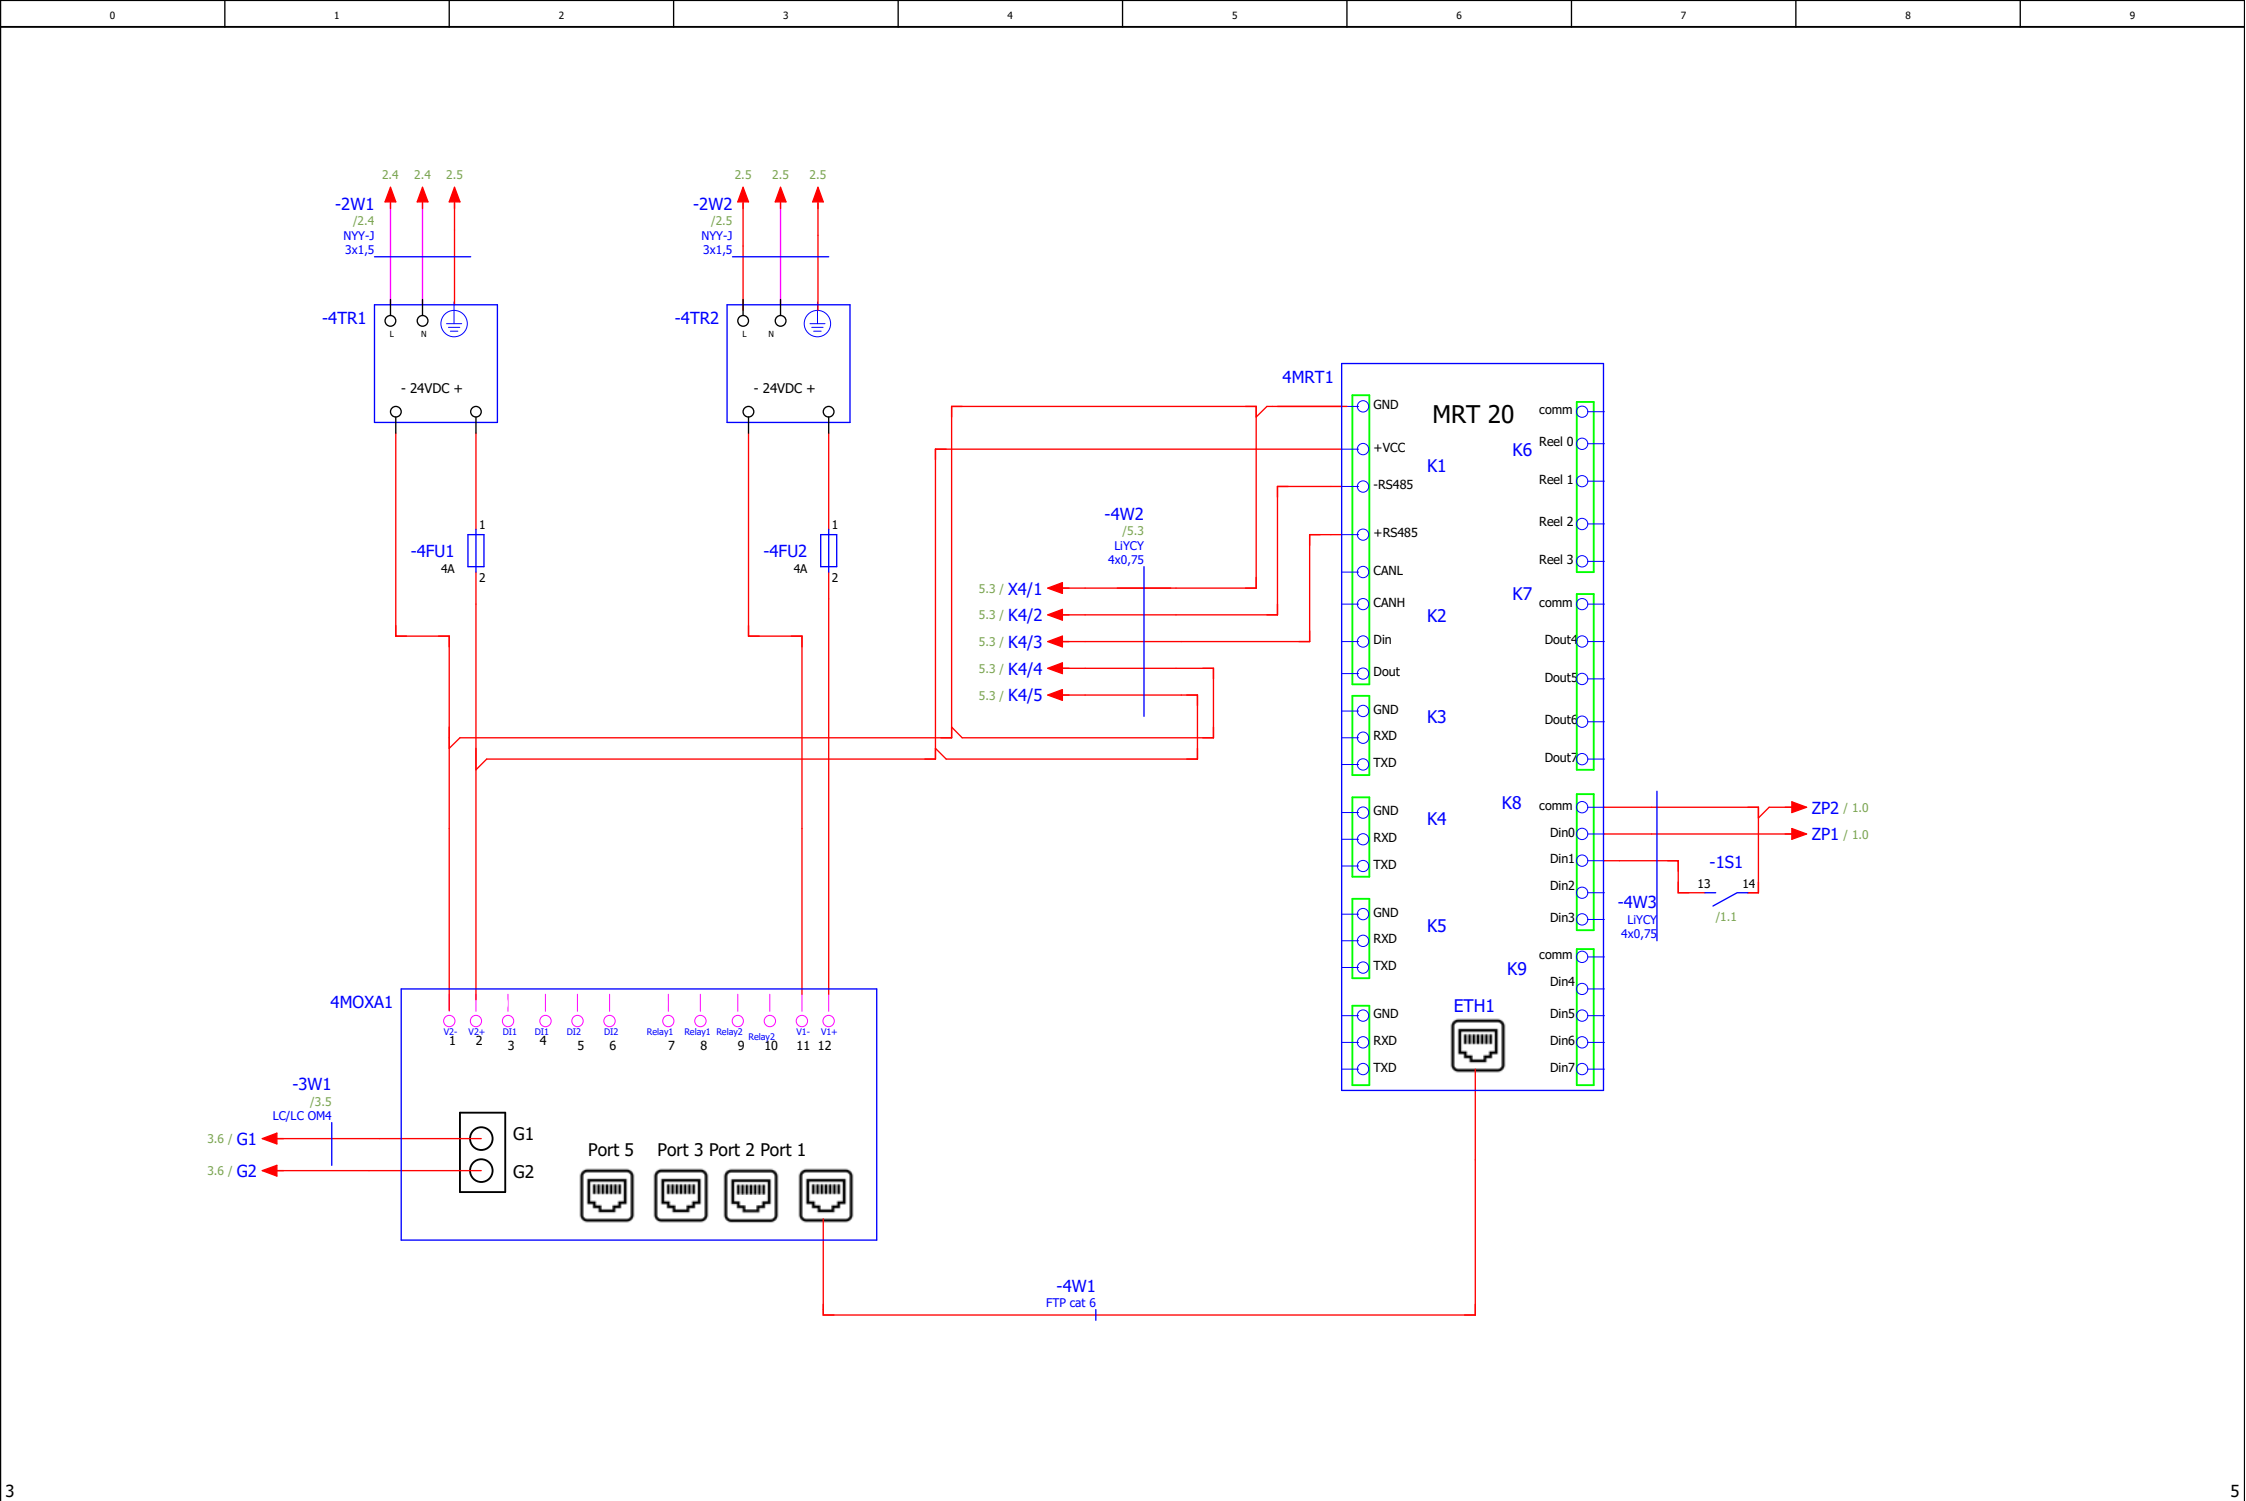 0 1 2 3 4 5 6 7 8 9
2.4 2.4 2.5
-2W1
/2.4
NYY-J
3x1,5
2.5 2.5 2.5
-2W2
/2.5
NYY-J
3x1,5
-4TR1
L N
- 24VDC +
-4TR2
L N
- 24VDC +
-4FU1
4A
1
2
-4FU2
4A
1
2
-4W2
/5.3
LiYCY
4x0,75
5.3 / X4/1
5.3 / K4/2
5.3 / K4/3
5.3 / K4/4
5.3 / K4/5
4MRT1
MRT 20
GND
+VCC
K1
-RS485
+RS485
CANL
CANH
K2
Din
Dout
GND
K3
RXD
TXD
GND
K4
RXD
TXD
GND
K5
RXD
TXD
GND
RXD
TXD
comm
K6
Reel 0
Reel 1
Reel 2
Reel 3
K7
comm
Dout4
Dout5
Dout6
Dout7
K8
comm
Din0
Din1
Din2
Din3
K9
comm
Din4
Din5
Din6
Din7
ETH1
ZP2 / 1.0
ZP1 / 1.0
-1S1
13 14
/1.1
-4W3
LiYCY
4x0,75
4MOXA1
V2- V2+ DI1 DI1 DI2 DI2 Relay1 Relay1 Relay2 Relay2 V1- V1+
1 2 3 4 5 6 7 8 9 10 11 12
-3W1
/3.5
LC/LC OM4
3.6 / G1
3.6 / G2
G1
G2
Port 5 Port 3 Port 2 Port 1
-4W1
FTP cat 6
3
5